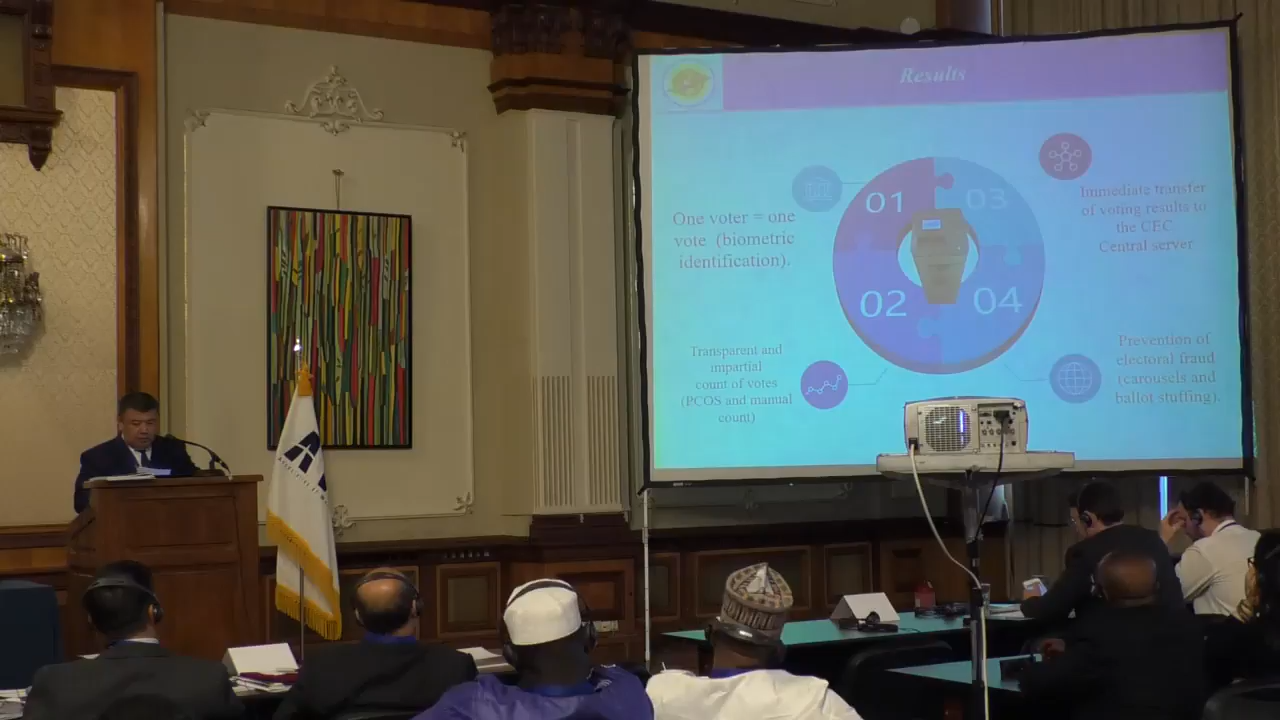 Results
01
One voter = one
vote (biometric
identification).
03
Immediate transfer
of voting results to
the CEC.
Central server
02
Transparent and
impartial
count of votes
(PCOS and manual
count)
04
Prevention of
electoral fraud
(carousels and
ballot stuffing).